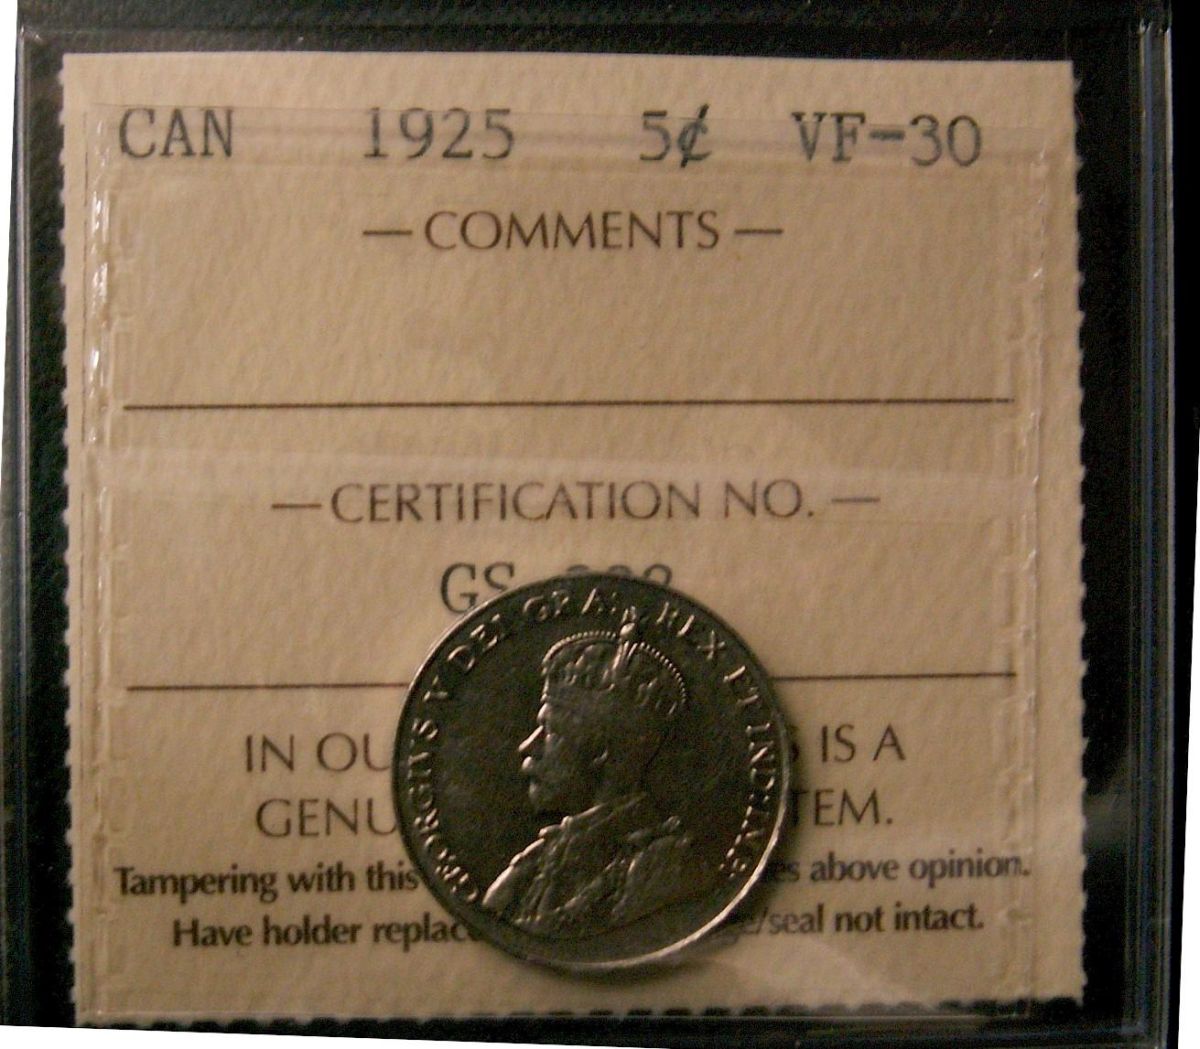 CAN 1925 5¢ VF-30
— COMMENTS —
— CERTIFICATION NO. —
GS
GEORGIVS V DEI GRA: REX ET IND:IMP:
IN OU S IS A
GENU TEM.
Tampering with this es above opinion.
Have holder replac e/seal not intact.